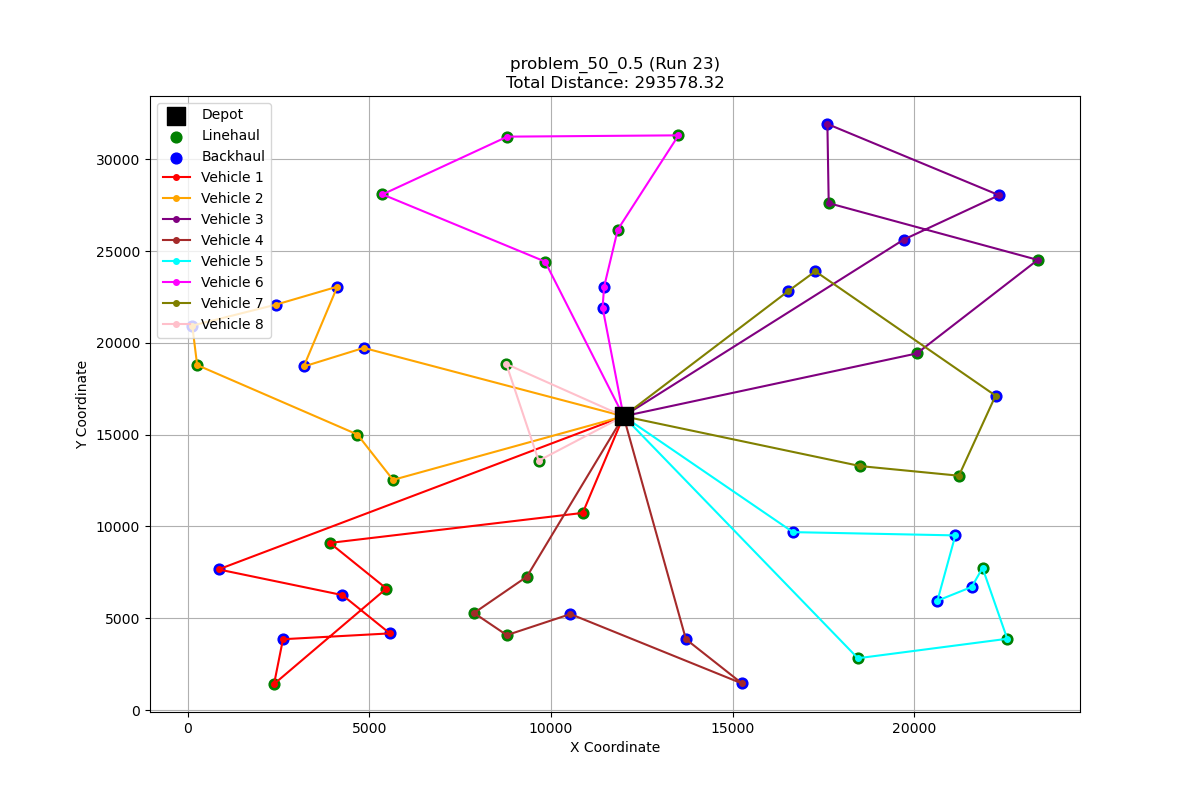 problem_50_0.5 (Run 23)
Total Distance: 293578.32
Depot
Linehaul
Backhaul
Vehicle 1
Vehicle 2
Vehicle 3
Vehicle 4
Vehicle 5
Vehicle 6
Vehicle 7
Vehicle 8
30000
25000
20000
15000
10000
5000
0
Y Coordinate
0
5000
10000
15000
20000
X Coordinate